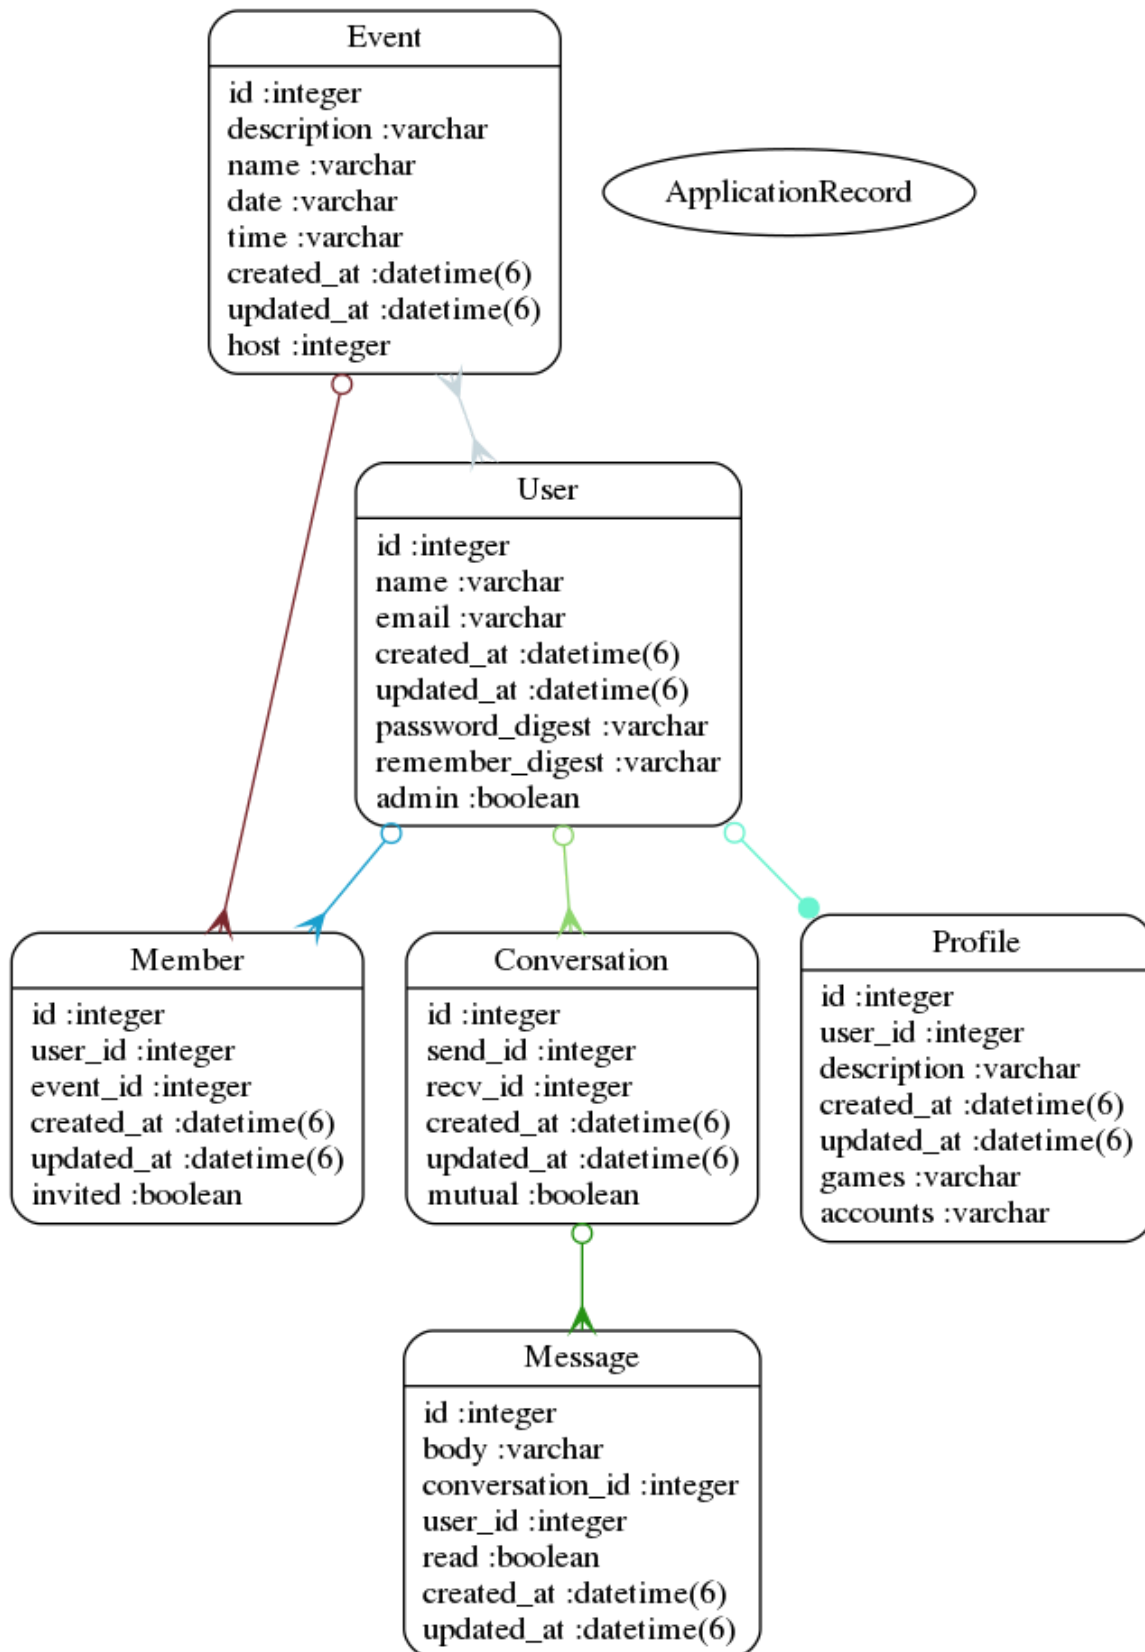 Event
id :integer
description :varchar
name :varchar
date :varchar
time :varchar
created_at :datetime(6)
updated_at :datetime(6)
host :integer
ApplicationRecord
User
id :integer
name :varchar
email :varchar
created_at :datetime(6)
updated_at :datetime(6)
password_digest :varchar
remember_digest :varchar
admin :boolean
Member
id :integer
user_id :integer
event_id :integer
created_at :datetime(6)
updated_at :datetime(6)
invited :boolean
Conversation
id :integer
send_id :integer
recv_id :integer
created_at :datetime(6)
updated_at :datetime(6)
mutual :boolean
Profile
id :integer
user_id :integer
description :varchar
created_at :datetime(6)
updated_at :datetime(6)
games :varchar
accounts :varchar
Message
id :integer
body :varchar
conversation_id :integer
user_id :integer
read :boolean
created_at :datetime(6)
updated_at :datetime(6)